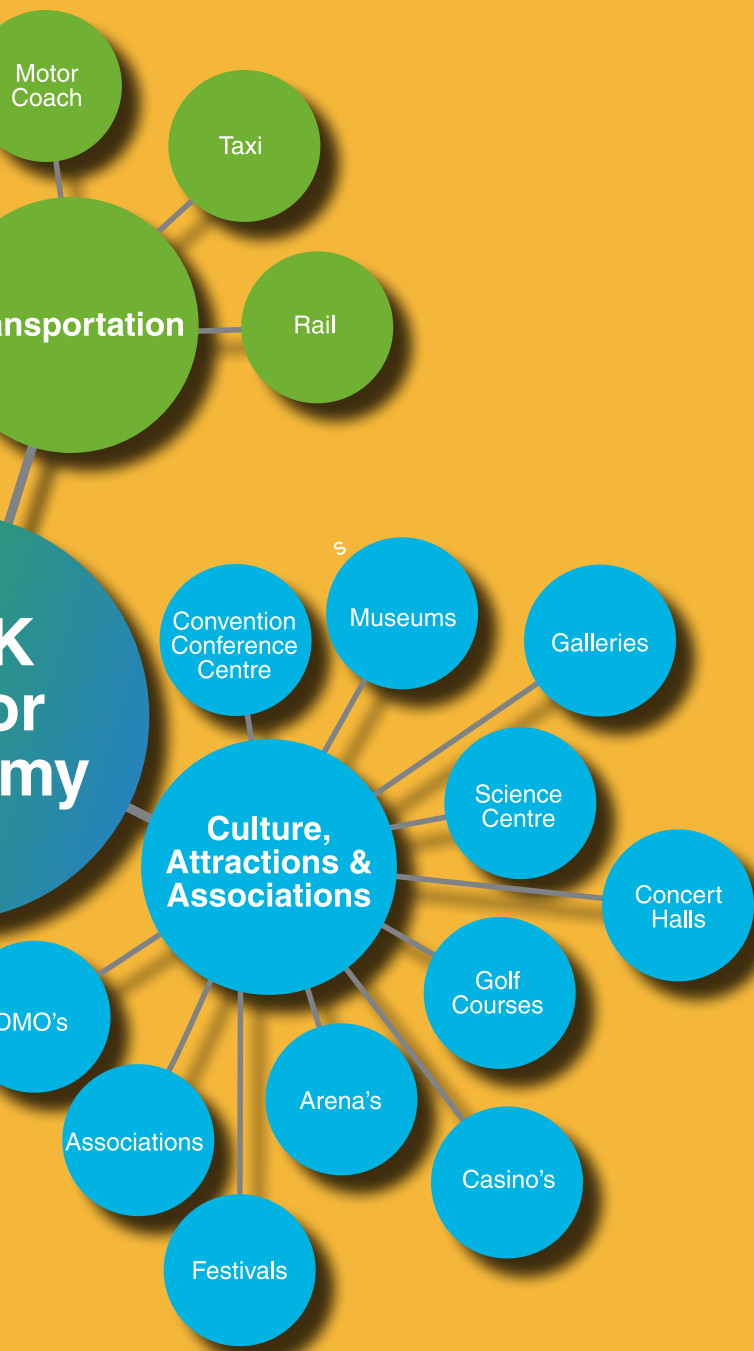 Motor
Coach
Taxi
ansportation
Rail
s
K
or
my
Convention
Conference
Centre
Museums
Galleries
Science
Centre
Culture,
Attractions &
Associations
Concert
Halls
Golf
Courses
DMO’s
Arena’s
Associations
Casino’s
Festivals